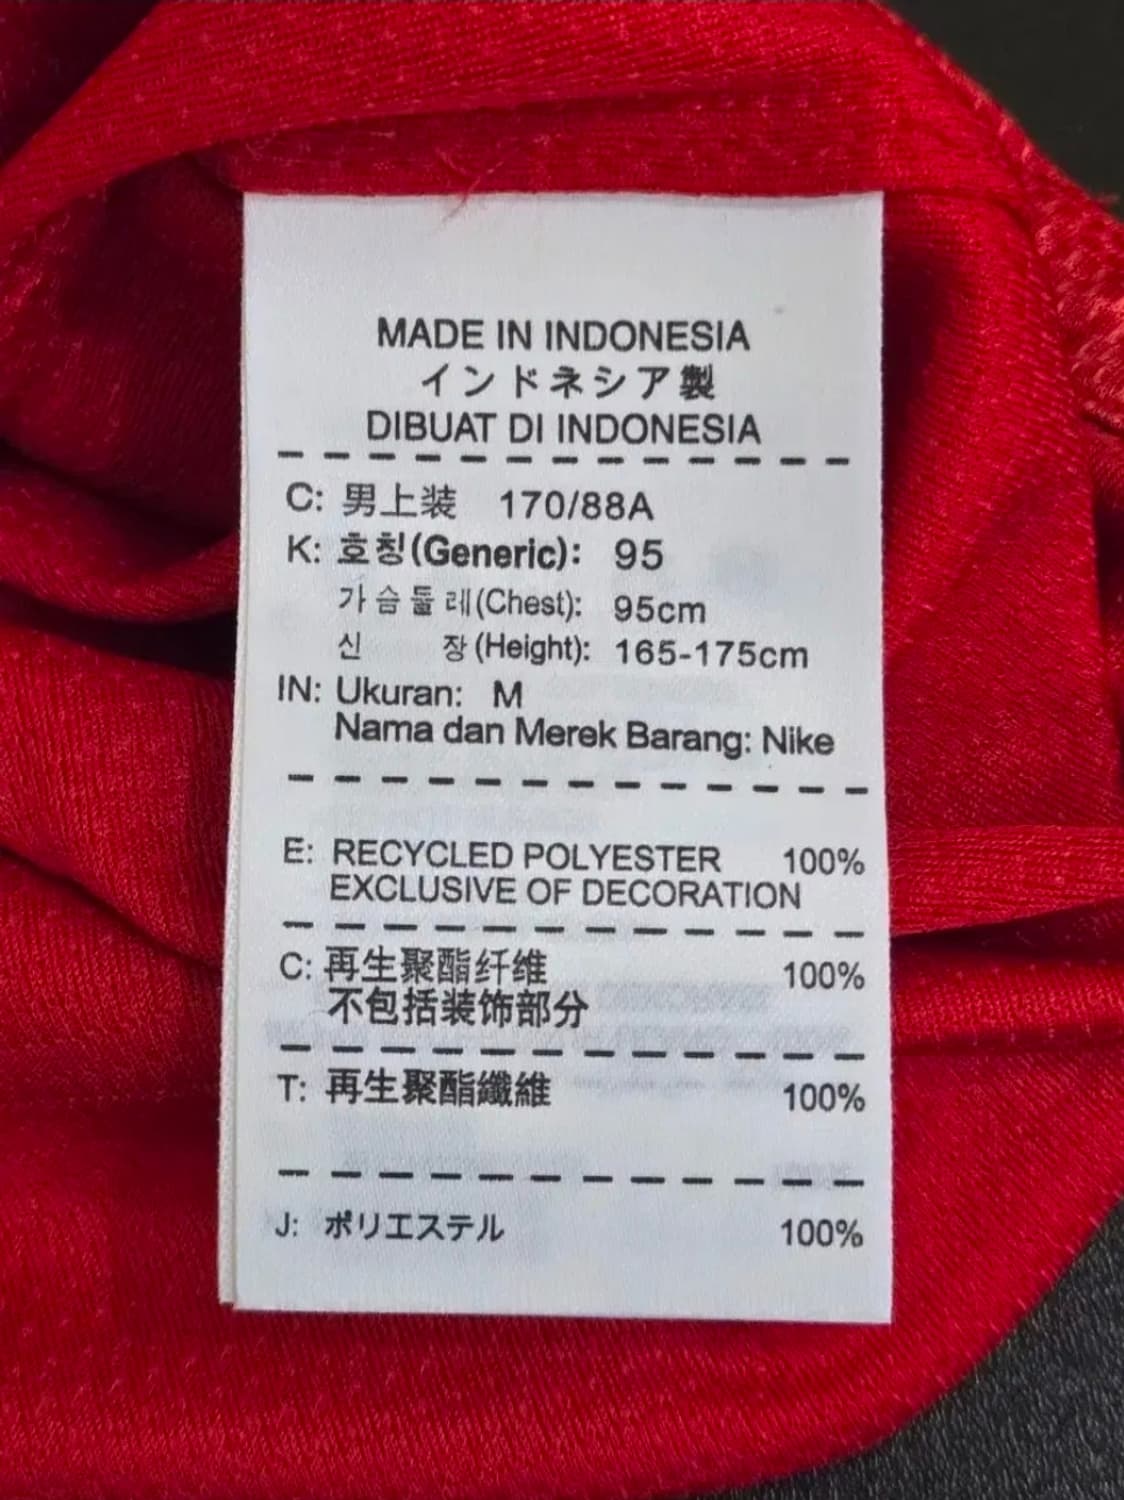 MADE IN INDONESIA
インドネシア製
DIBUAT DI INDONESIA
C: 男上装 170/88A
K: 호칭(Generic): 95
가슴둘레(Chest): 95cm
신 장(Height): 165-175cm
IN: Ukuran: M
Nama dan Merek Barang: Nike
E: RECYCLED POLYESTER 100%
EXCLUSIVE OF DECORATION
C: 再生聚酯纤维 100%
不包括装饰部分
T: 再生聚酯纖維 100%
J: ポリエステル 100%